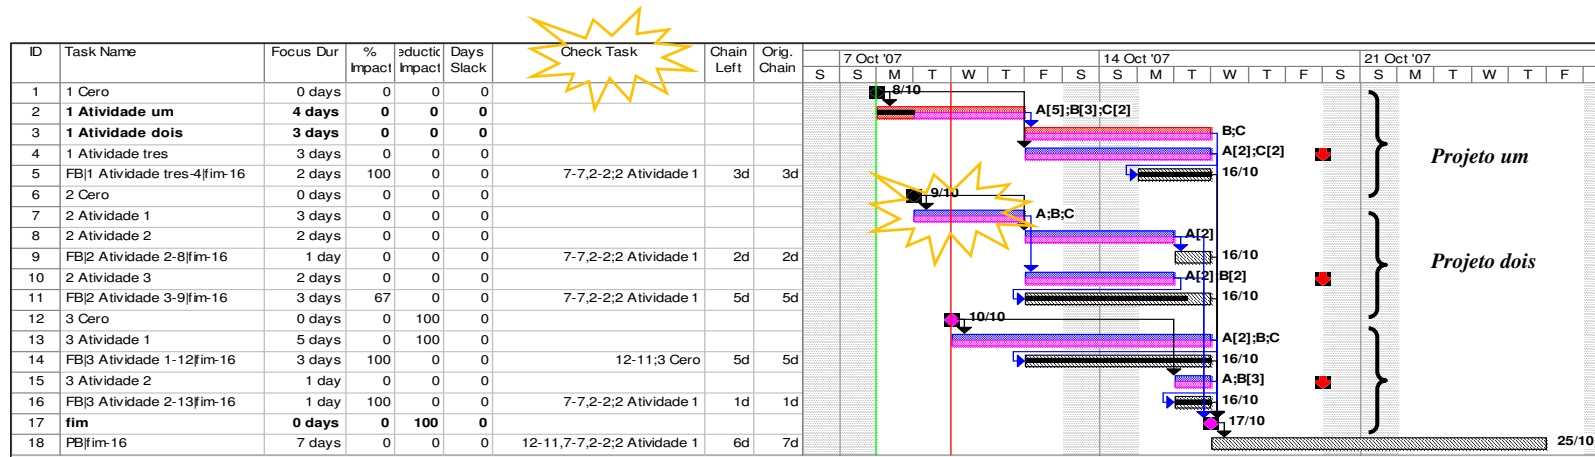 ID Task Name Focus Dur % Impact eductic Impact Days Slack Check Task Chain Left Orig. Chain
7 Oct '07 14 Oct '07 21 Oct '07
S S M T W T F S S M T W T F S S M T W T F
1 1 Cero 0 days 0 0 0 8/10
2 1 Atividade um 4 days 0 0 0 A[5];B[3];C[2]
3 1 Atividade dois 3 days 0 0 0 B;C
4 1 Atividade tres 3 days 0 0 0 A[2];C[2] Projeto um
5 FB|1 Atividade tres-4|fim-16 2 days 100 0 0 7-7,2-2;2 Atividade 1 3d 3d 16/10
6 2 Cero 0 days 0 0 0 9/10
7 2 Atividade 1 3 days 0 0 0 A;B;C
8 2 Atividade 2 2 days 0 0 0 A[2]
9 FB|2 Atividade 2-8|fim-16 1 day 0 0 0 7-7,2-2;2 Atividade 1 2d 2d 16/10 Projeto dois
10 2 Atividade 3 2 days 0 0 0 A[2];B[2]
11 FB|2 Atividade 3-9|fim-16 3 days 67 0 0 7-7,2-2;2 Atividade 1 5d 5d 16/10
12 3 Cero 0 days 0 100 0 10/10
13 3 Atividade 1 5 days 0 100 0 A[2];B;C
14 FB|3 Atividade 1-12|fim-16 3 days 100 0 0 12-11;3 Cero 5d 5d 16/10
15 3 Atividade 2 1 day 0 0 0 A;B[3]
16 FB|3 Atividade 2-13|fim-16 1 day 100 0 0 7-7,2-2;2 Atividade 1 1d 1d 16/10
17 fim 0 days 0 100 0 17/10
18 PB|fim-16 7 days 0 0 0 12-11,7-7,2-2;2 Atividade 1 6d 7d 25/10